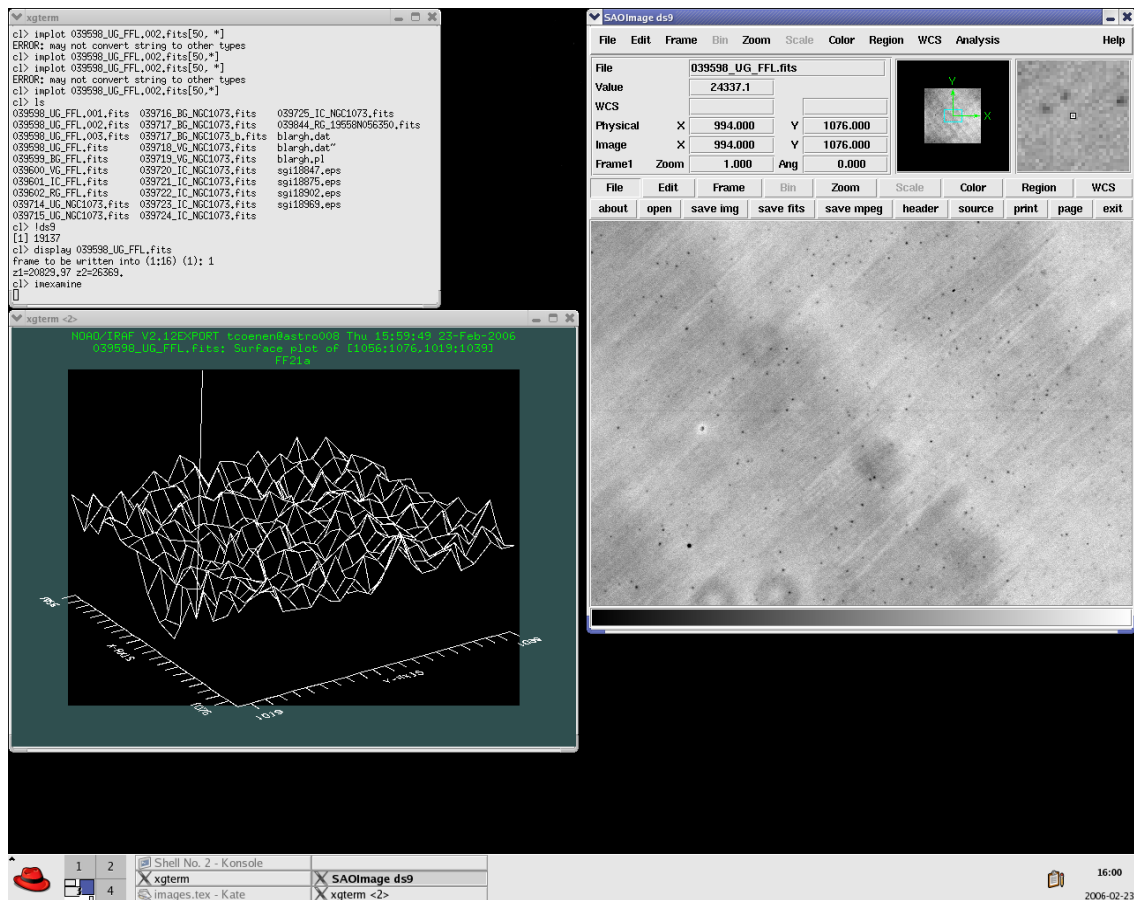 xgterm
cl> implot 039598_UG_FFL.002.fits[50, *]
ERROR: may not convert string to other types
cl> implot 039598_UG_FFL.002.fits[50,*]
cl> implot 039598_UG_FFL.002.fits[50, *]
ERROR: may not convert string to other types
cl> implot 039598_UG_FFL.002.fits[50,*]
cl> ls
039598_UG_FFL.001.fits 039716_BG_NGC1073.fits 039725_IC_NGC1073.fits
039598_UG_FFL.002.fits 039717_BG_NGC1073.fits 039844_RG_19558N056350.fits
039598_UG_FFL.003.fits 039717_BG_NGC1073_b.fits blargh.dat
039598_UG_FFL.fits 039718_VG_NGC1073.fits blargh.dat~
039599_BG_FFL.fits 039719_VG_NGC1073.fits blargh.pl
039600_VG_FFL.fits 039720_IC_NGC1073.fits sgi18847.eps
039601_IC_FFL.fits 039721_IC_NGC1073.fits sgi18875.eps
039602_RG_FFL.fits 039722_IC_NGC1073.fits sgi18902.eps
039714_UG_NGC1073.fits 039723_IC_NGC1073.fits sgi18969.eps
039715_UG_NGC1073.fits 039724_IC_NGC1073.fits
cl> !ds9
[1] 19137
cl> display 039598_UG_FFL.fits
frame to be written into (1:16) (1): 1
z1=20829.97 z2=26369.
cl> imexamine
xgterm <2>
NOAO/IRAF V2.12EXPORT tcoenen@astro008 Thu 15:59:49 23-Feb-2006
039598_UG_FFL.fits: Surface plot of [1056:1076,1019:1039]
FF21a
1056
X-AXIS
1076
1019
Y-AXIS
1039
SAOImage ds9
File Edit Frame Bin Zoom Scale Color Region WCS Analysis Help
File 039598_UG_FFL.fits
Value 24337.1
WCS
Physical X 994.000 Y 1076.000
Image X 994.000 Y 1076.000
Frame1 Zoom 1.000 Ang 0.000
Y
X
File Edit Frame Bin Zoom Scale Color Region WCS
about open save img save fits save mpeg header source print page exit
1 2
3 4
Shell No. 2 - Konsole
xgterm SAOImage ds9
images.tex - Kate xgterm <2>
16:00
2006-02-23